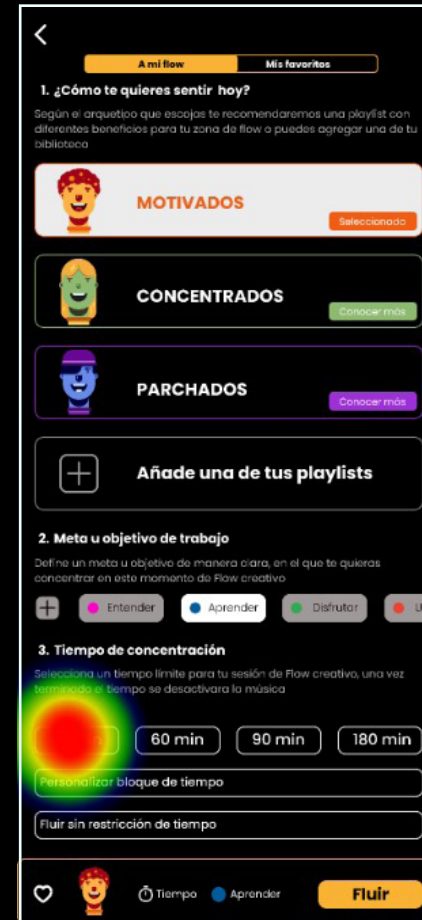 A mi flow Mis favoritos
1. ¿Cómo te quieres sentir hoy?
Según el arquetipo que escojas te recomendaremos una playlist con
diferentes beneficios para tu zona de flow o puedes agregar una de tu
biblioteca
MOTIVADOS
Seleccionado
CONCENTRADOS
Conocer más
PARCHADOS
Conocer más
Añade una de tus playlists
2. Meta u objetivo de trabajo
Define un meta u objetivo de manera clara, en el que te quieras
concentrar en este momento de Flow creativo
Entender Aprender Disfrutar
3. Tiempo de concentración
Selecciona un tiempo límite para tu sesión de Flow creativo, una vez
terminado el tiempo se desactivara la música
60 min 90 min 180 min
Personalizar bloque de tiempo
Fluir sin restricción de tiempo
Tiempo Aprender Fluir